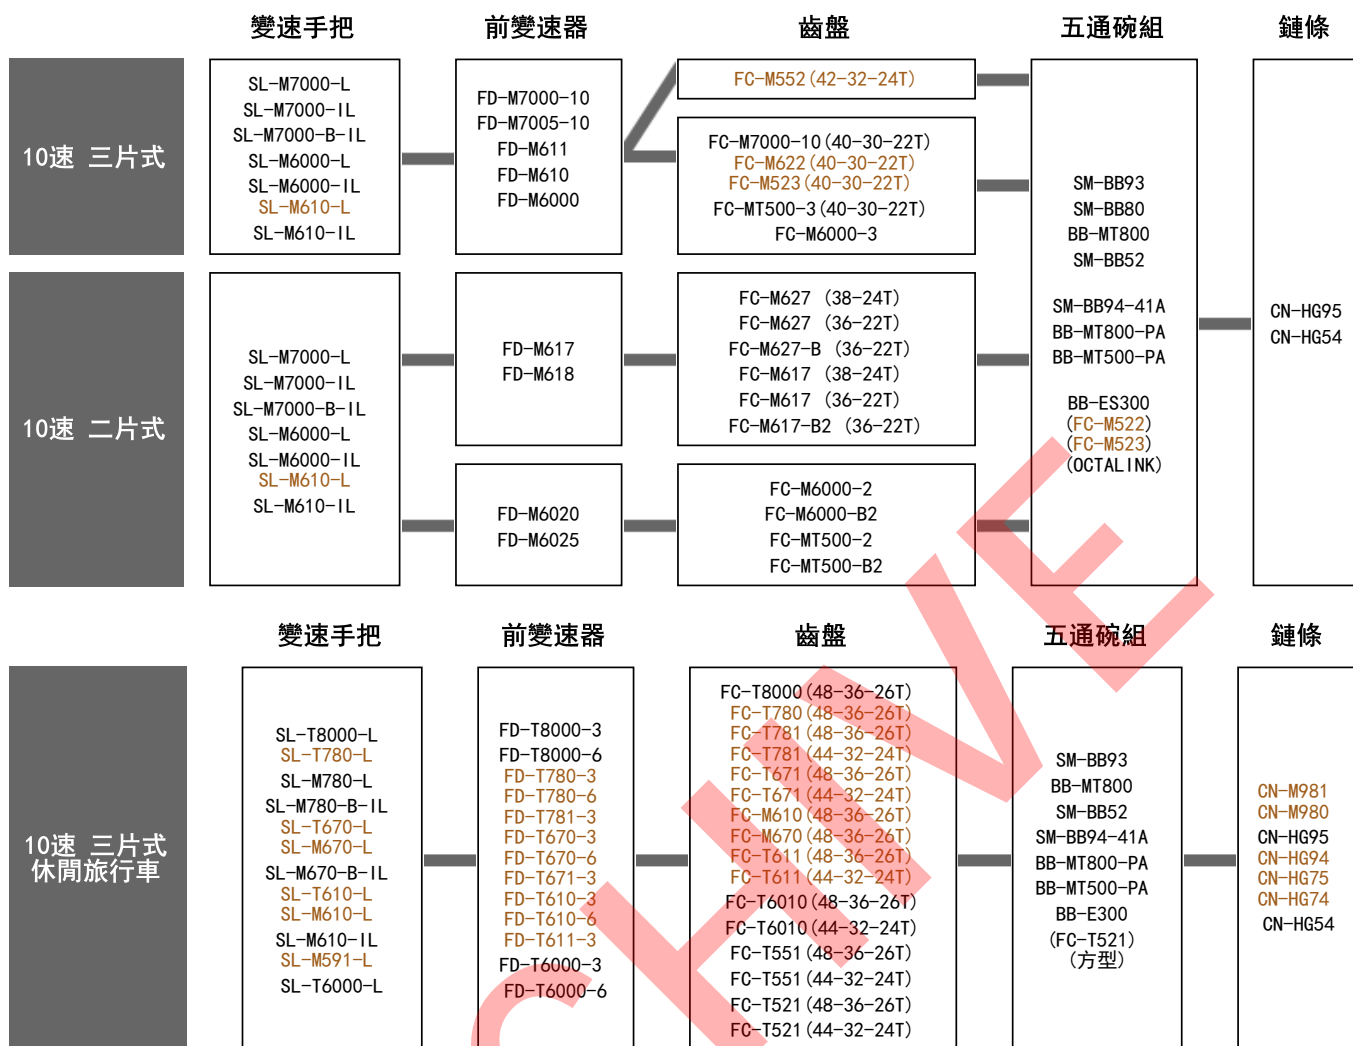 變速手把 前變速器 齒盤 五通碗組 鏈條
10速 三片式
SL-M7000-L
SL-M7000-IL
SL-M7000-B-IL
SL-M6000-L
SL-M6000-IL
SL-M610-L
SL-M610-IL
FD-M7000-10
FD-M7005-10
FD-M611
FD-M610
FD-M6000
FC-M552(42-32-24T)
FC-M7000-10(40-30-22T)
FC-M622(40-30-22T)
FC-M523(40-30-22T)
FC-MT500-3(40-30-22T)
FC-M6000-3
10速 二片式
SL-M7000-L
SL-M7000-IL
SL-M7000-B-IL
SL-M6000-L
SL-M6000-IL
SL-M610-L
SL-M610-IL
FD-M617
FD-M618
FC-M627 (38-24T)
FC-M627 (36-22T)
FC-M627-B (36-22T)
FC-M617 (38-24T)
FC-M617 (36-22T)
FC-M617-B2 (36-22T)
FD-M6020
FD-M6025
FC-M6000-2
FC-M6000-B2
FC-MT500-2
FC-MT500-B2
SM-BB93
SM-BB80
BB-MT800
SM-BB52
SM-BB94-41A
BB-MT800-PA
BB-MT500-PA
BB-ES300
(FC-M522)
(FC-M523)
(OCTALINK)
CN-HG95
CN-HG54
變速手把 前變速器 齒盤 五通碗組 鏈條
10速 三片式
休閒旅行車
SL-T8000-L
SL-T780-L
SL-M780-L
SL-M780-B-IL
SL-T670-L
SL-M670-L
SL-M670-B-IL
SL-T610-L
SL-M610-L
SL-M610-IL
SL-M591-L
SL-T6000-L
FD-T8000-3
FD-T8000-6
FD-T780-3
FD-T780-6
FD-T781-3
FD-T670-3
FD-T670-6
FD-T671-3
FD-T610-3
FD-T610-6
FD-T611-3
FD-T6000-3
FD-T6000-6
FC-T8000(48-36-26T)
FC-T780(48-36-26T)
FC-T781(48-36-26T)
FC-T781(44-32-24T)
FC-T671(48-36-26T)
FC-T671(44-32-24T)
FC-M610(48-36-26T)
FC-M670(48-36-26T)
FC-T611(48-36-26T)
FC-T611(44-32-24T)
FC-T6010(48-36-26T)
FC-T6010(44-32-24T)
FC-T551(48-36-26T)
FC-T551(44-32-24T)
FC-T521(48-36-26T)
FC-T521(44-32-24T)
SM-BB93
BB-MT800
SM-BB52
SM-BB94-41A
BB-MT800-PA
BB-MT500-PA
BB-E300
(FC-T521)
(方型)
CN-M981
CN-M980
CN-HG95
CN-HG94
CN-HG75
CN-HG74
CN-HG54
CHIVE